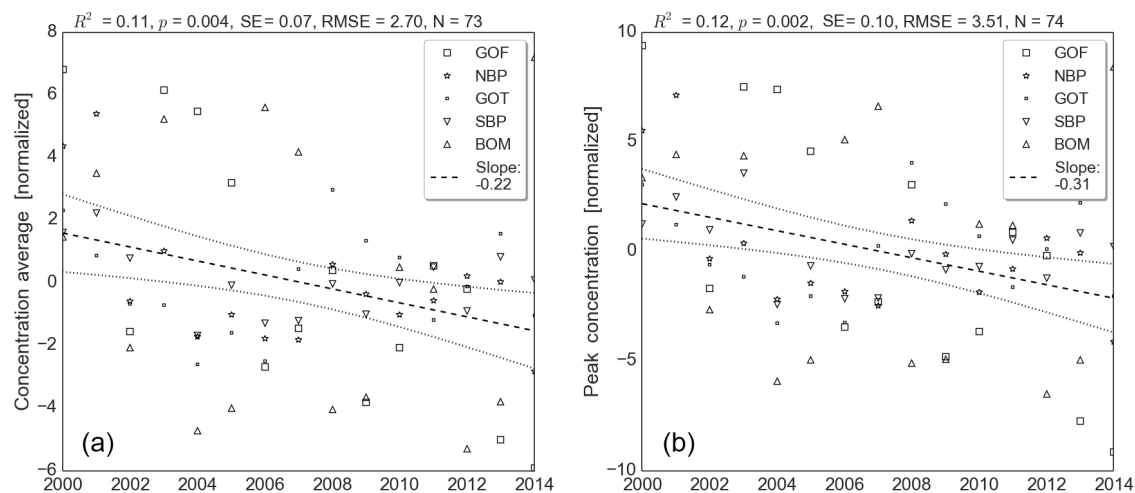 R² = 0.11, p = 0.004, SE= 0.07, RMSE = 2.70, N = 73
8
6
4
2
0
−2
−4
−6
Concentration average [normalized]
GOF
NBP
GOT
SBP
BOM
Slope:
-0.22
(a)
2000 2002 2004 2006 2008 2010 2012 2014
R² = 0.12, p = 0.002, SE= 0.10, RMSE = 3.51, N = 74
10
5
0
−5
−10
Peak concentration [normalized]
GOF
NBP
GOT
SBP
BOM
Slope:
-0.31
(b)
2000 2002 2004 2006 2008 2010 2012 2014